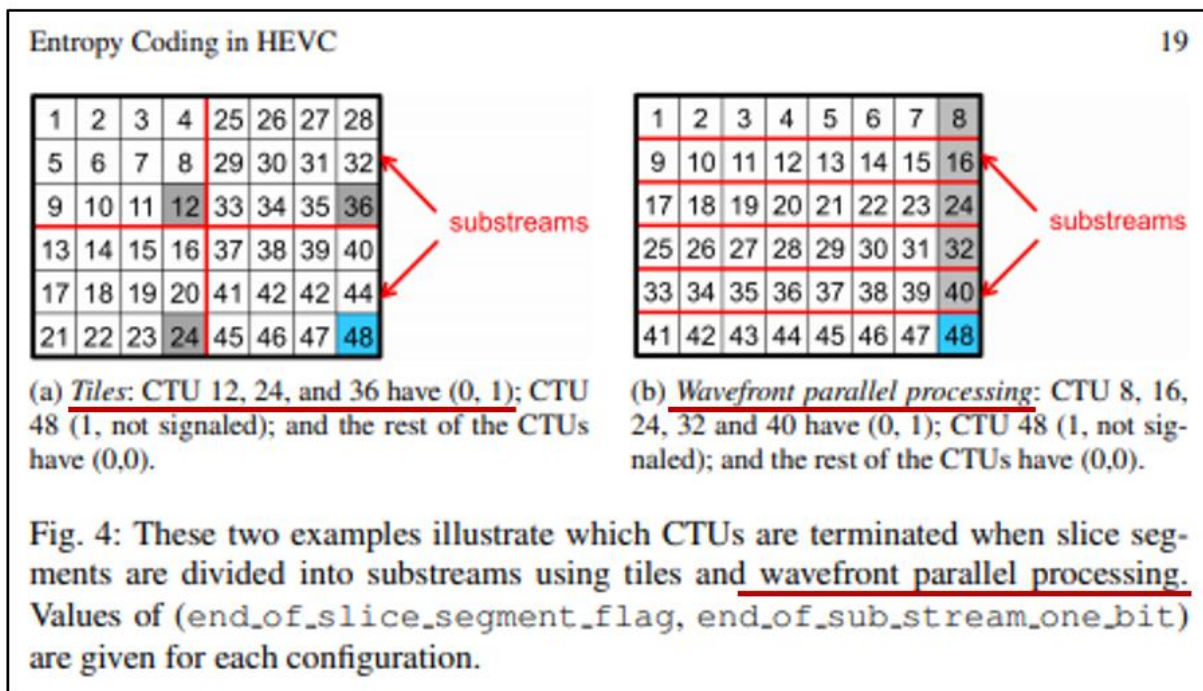 Entropy Coding in HEVC 19
1 2 3 4 25 26 27 28
5 6 7 8 29 30 31 32
9 10 11 12 33 34 35 36
13 14 15 16 37 38 39 40
17 18 19 20 41 42 42 44
21 22 23 24 45 46 47 48
substreams
(a) Tiles: CTU 12, 24, and 36 have (0, 1); CTU
48 (1, not signaled); and the rest of the CTUs
have (0,0).
1 2 3 4 5 6 7 8
9 10 11 12 13 14 15 16
17 18 19 20 21 22 23 24
25 26 27 28 29 30 31 32
33 34 35 36 37 38 39 40
41 42 43 44 45 46 47 48
substreams
(b) Wavefront parallel processing: CTU 8, 16,
24, 32 and 40 have (0, 1); CTU 48 (1, not sig-
naled); and the rest of the CTUs have (0,0).
Fig. 4: These two examples illustrate which CTUs are terminated when slice seg-
ments are divided into substreams using tiles and wavefront parallel processing.
Values of (end_of_slice_segment_flag, end_of_sub_stream_one_bit)
are given for each configuration.